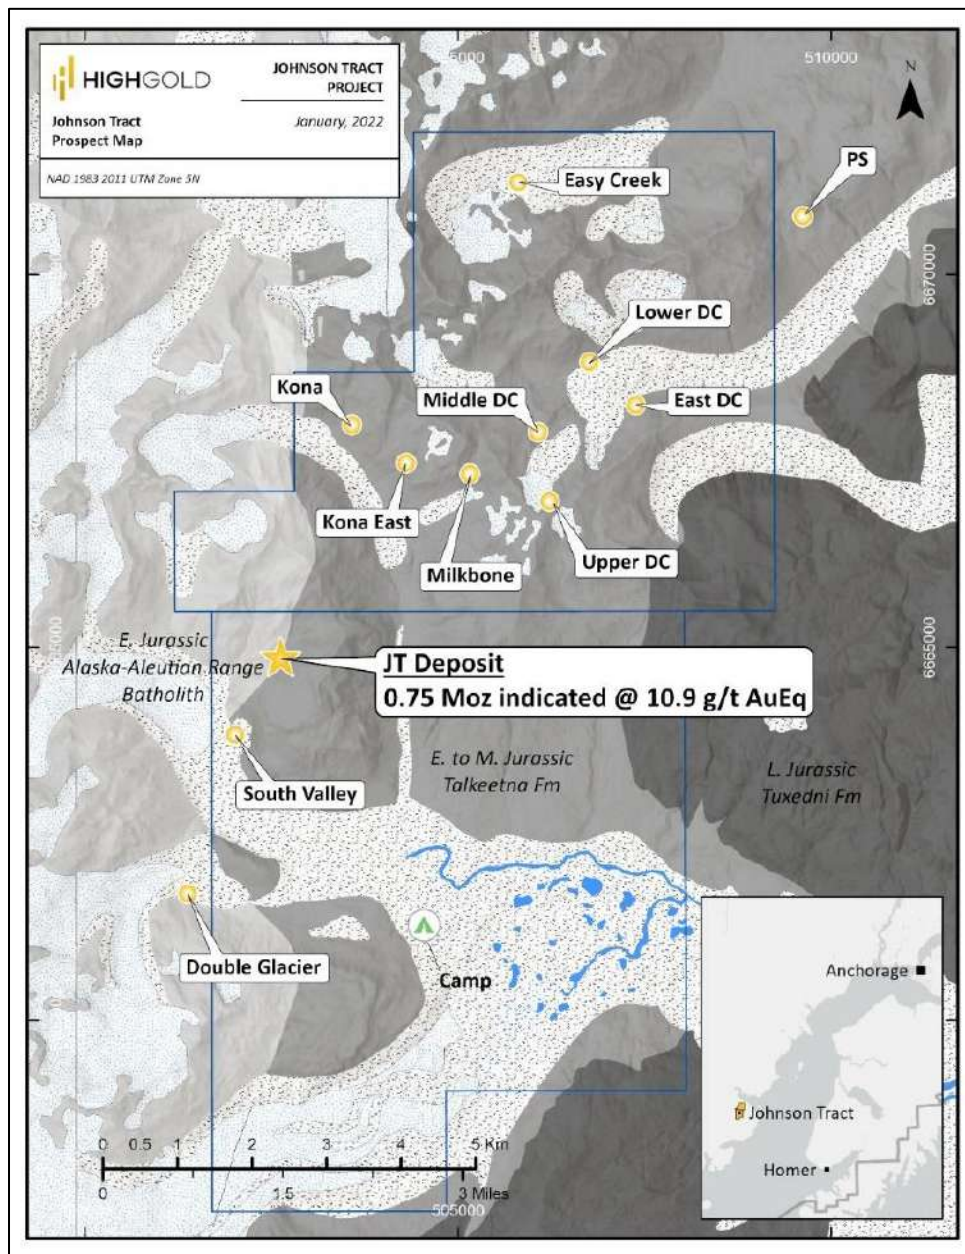 HIGHGOLD
JOHNSON TRACT
PROJECT
Johnson Tract
Prospect Map
January, 2022
NAD 1983 2011 UTM Zone 5N
510000
N
PS
Easy Creek
6670000
Lower DC
Kona
Middle DC
East DC
Kona East
Milkbone
Upper DC
E. Jurassic
Alaska-Aleutian Range
Batholith
JT Deposit
0.75 Moz indicated @ 10.9 g/t AuEq
6665000
E. to M. Jurassic
Talkeetna Fm
L. Jurassic
Tuxedni Fm
South Valley
Double Glacier
Camp
Anchorage
Johnson Tract
Homer
0 0.5 1 2 3 4 5 Km
0 1.5 3 Miles
505000